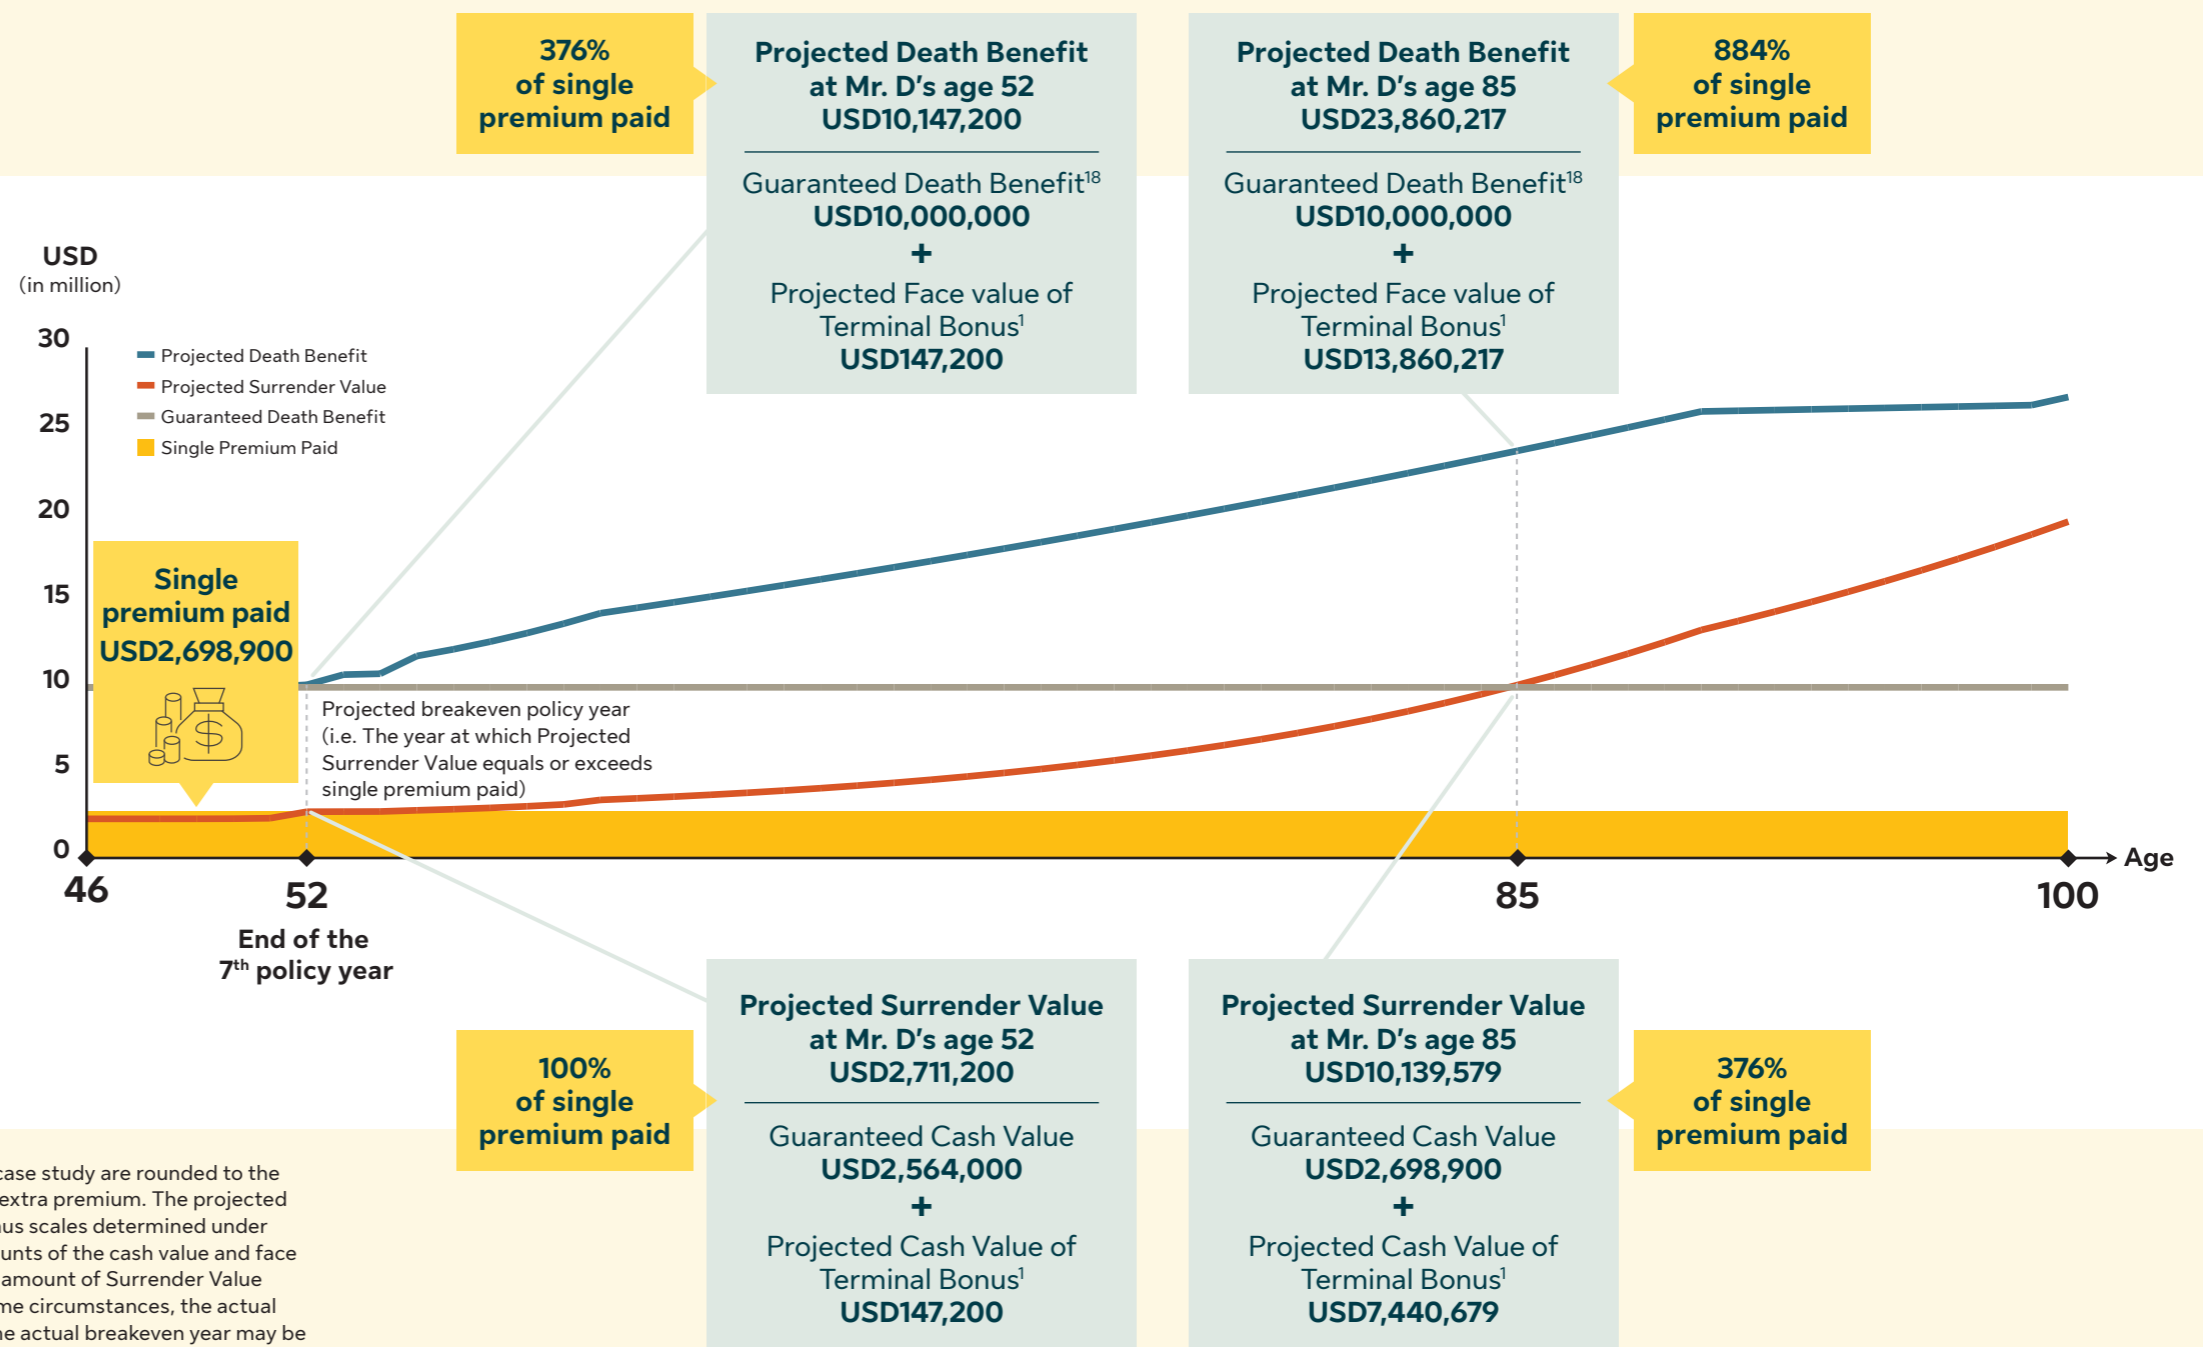 376%
of single
premium paid
Projected Death Benefit
at Mr. D's age 52
USD10,147,200
Guaranteed Death Benefit18
USD10,000,000
+
Projected Face value of
Terminal Bonus1
USD147,200
Projected Death Benefit
at Mr. D's age 85
USD23,860,217
Guaranteed Death Benefit18
USD10,000,000
+
Projected Face value of
Terminal Bonus1
USD13,860,217
884%
of single
premium paid
USD
(in million)
30
25
20
15
10
5
0
Projected Death Benefit
Projected Surrender Value
Guaranteed Death Benefit
Single Premium Paid
Single
premium paid
USD2,698,900
$
Projected breakeven policy year
(i.e. The year at which Projected
Surrender Value equals or exceeds
single premium paid)
Age
46
52
85
100
End of the
7th policy year
100%
of single
premium paid
Projected Surrender Value
at Mr. D's age 52
USD2,711,200
Guaranteed Cash Value
USD2,564,000
+
Projected Cash Value of
Terminal Bonus1
USD147,200
Projected Surrender Value
at Mr. D's age 85
USD10,139,579
Guaranteed Cash Value
USD2,698,900
+
Projected Cash Value of
Terminal Bonus1
USD7,440,679
376%
of single
premium paid
case study are rounded to the
extra premium. The projected
us scales determined under
unts of the cash value and face
amount of Surrender Value
me circumstances, the actual
e actual breakeven year may be